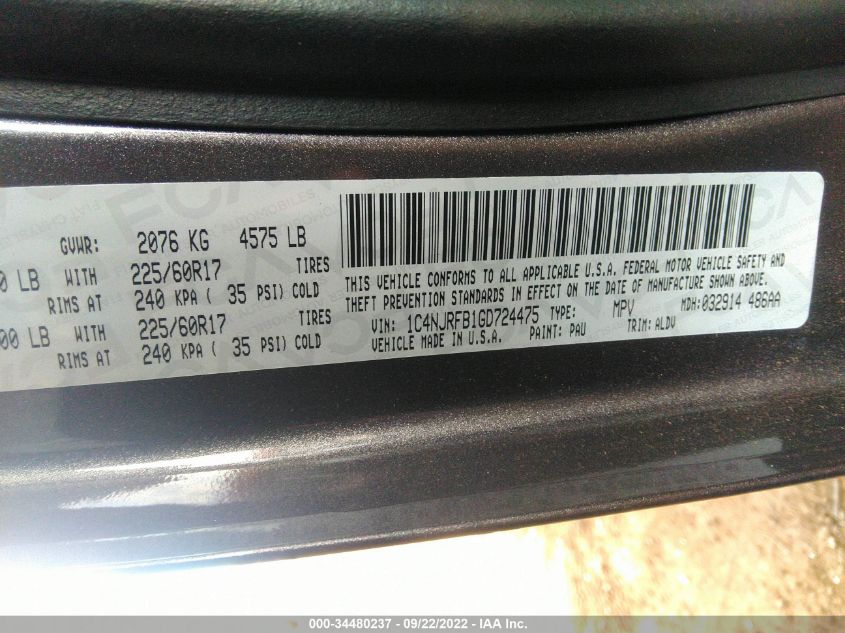 GVWR: 2076 KG 4575 LB
0 LB WITH 225/60R17 TIRES
RIMS AT 240 KPA ( 35 PSI) COLD
00 LB WITH 225/60R17 TIRES
RIMS AT 240 KPA ( 35 PSI) COLD
THIS VEHICLE CONFORMS TO ALL APPLICABLE U.S.A. FEDERAL MOTOR VEHICLE SAFETY AND
THEFT PREVENTION STANDARDS IN EFFECT ON THE DATE OF MANUFACTURE SHOWN ABOVE.
VIN: 1C4NJRFB1GD724475 TYPE: MPV MDH: 032914 486AA
VEHICLE MADE IN U.S.A. PAINT: PAU TRIM: ALDV
000-34480237 - 09/22/2022 - IAA Inc.